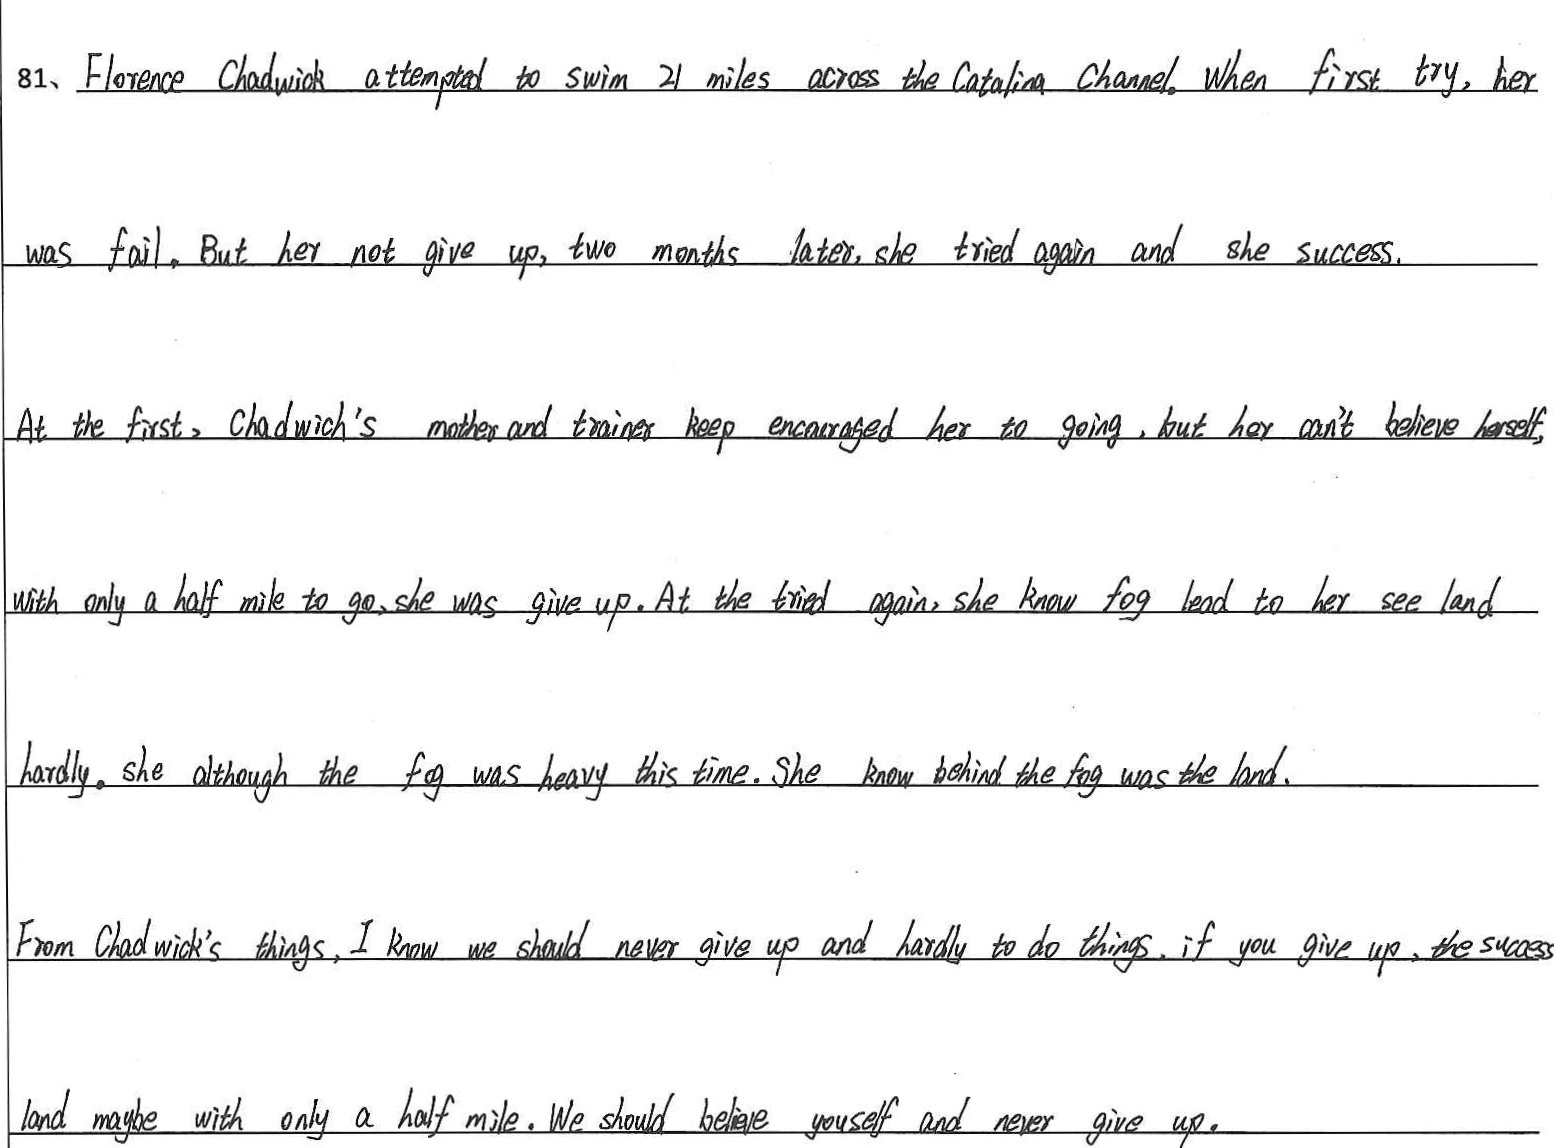 81、Florence Chadwick attempted to swim 21 miles across the Catalina Channel. When first try, her
was fail. But her not give up, two months later, she tried again and she success.
At the first, Chadwich's mother and trainer keep encouraged her to going, but her can't believe herself,
with only a half mile to go, she was give up. At the tried again, she know fog lead to her see land
hardly. she although the fog was heavy this time. She know behind the fog was the land.
From Chadwick's things, I know we should never give up and hardly to do things. if you give up, the success
land maybe with only a half mile. We should believe youself and never give up.